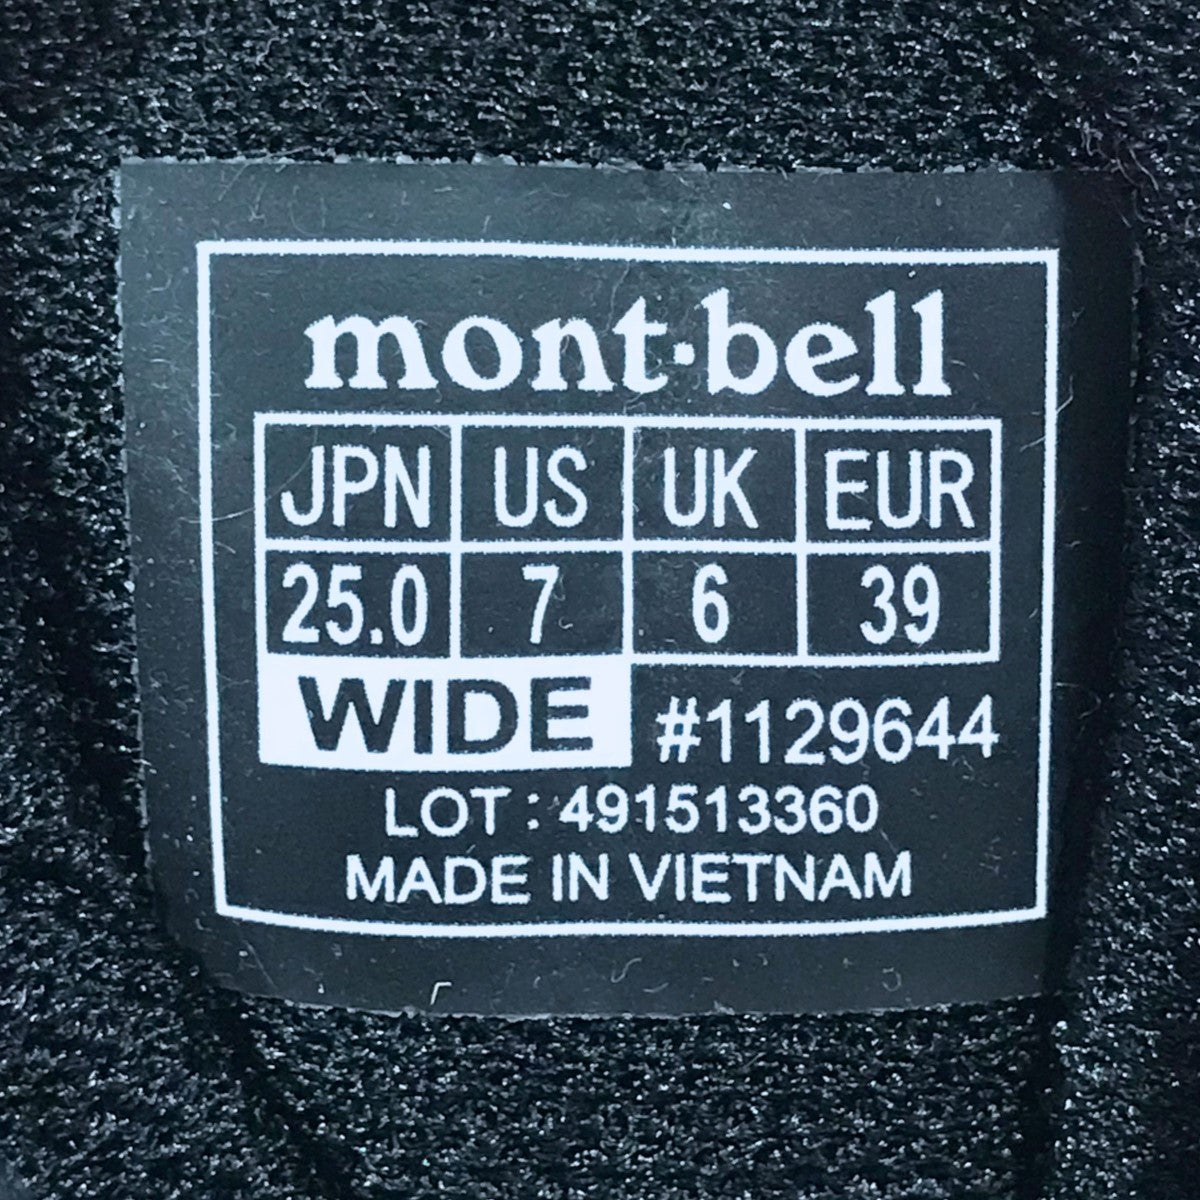 mont·bell
JPN US UK EUR
25.0 7 6 39
WIDE #1129644
LOT : 491513360
MADE IN VIETNAM